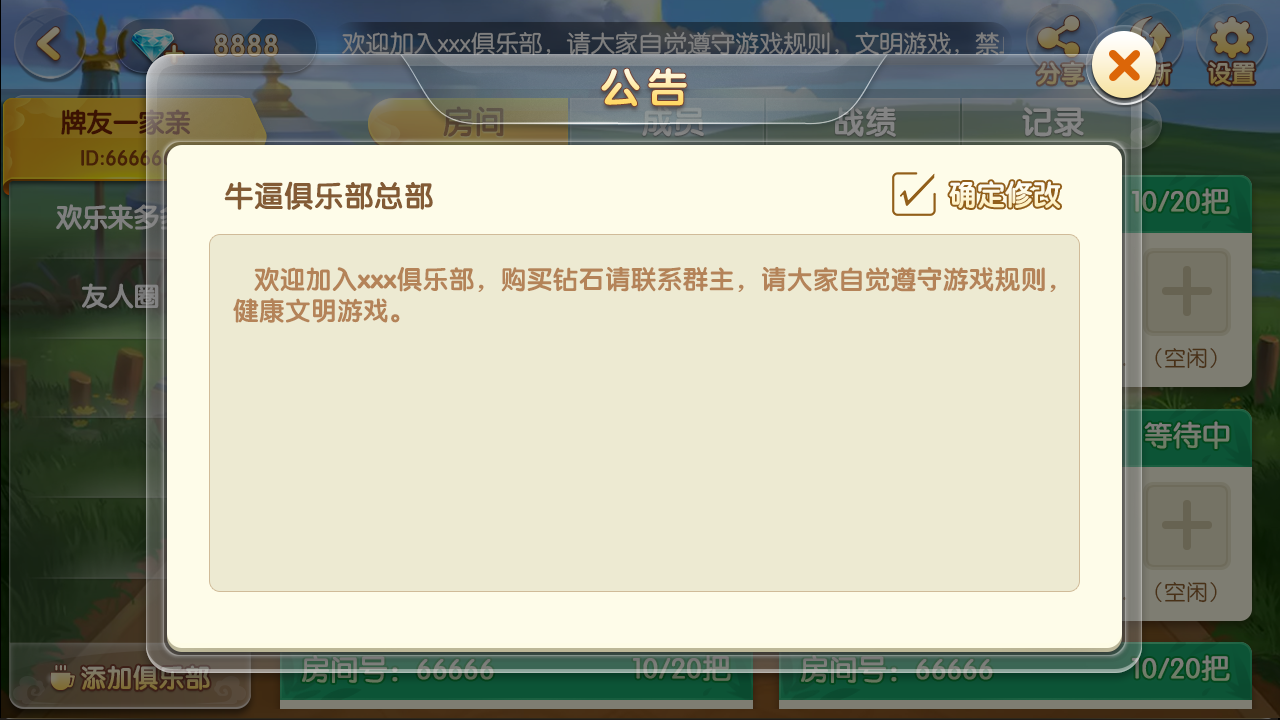 8888
欢迎加入xxx俱乐部，请大家自觉遵守游戏规则，文明游戏，禁
分享
新
设置
公告
牌友一家亲
ID:66666
房间
成员
战绩
记录
牛逼俱乐部总部
确定修改
欢迎加入xxx俱乐部，购买钻石请联系群主，请大家自觉遵守游戏规则，
健康文明游戏。
欢乐来多
友人圈
10/20把
（空闲）
等待中
（空闲）
添加俱乐部
房间号：66666
10/20把
房间号：66666
10/20把